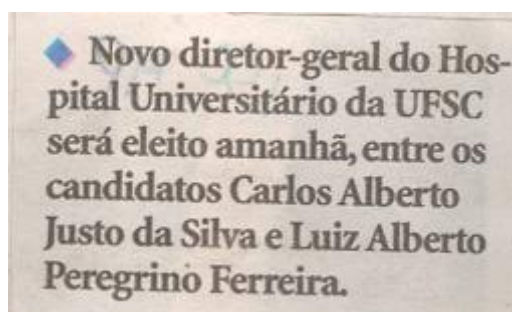 Novo diretor-geral do Hos-
pital Universitário da UFSC
será eleito amanhã, entre os
candidatos Carlos Alberto
Justo da Silva e Luiz Alberto
Peregrino Ferreira.